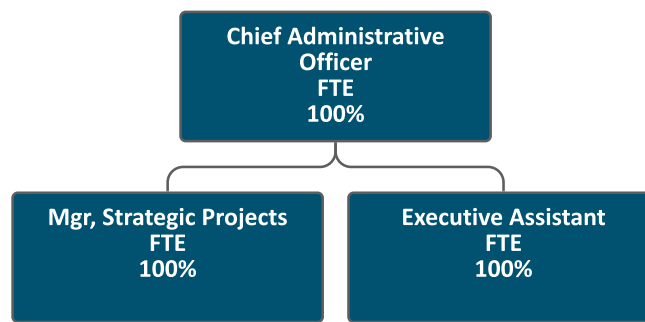 Chief Administrative
Officer
FTE
100%
Mgr, Strategic Projects
FTE
100%
Executive Assistant
FTE
100%